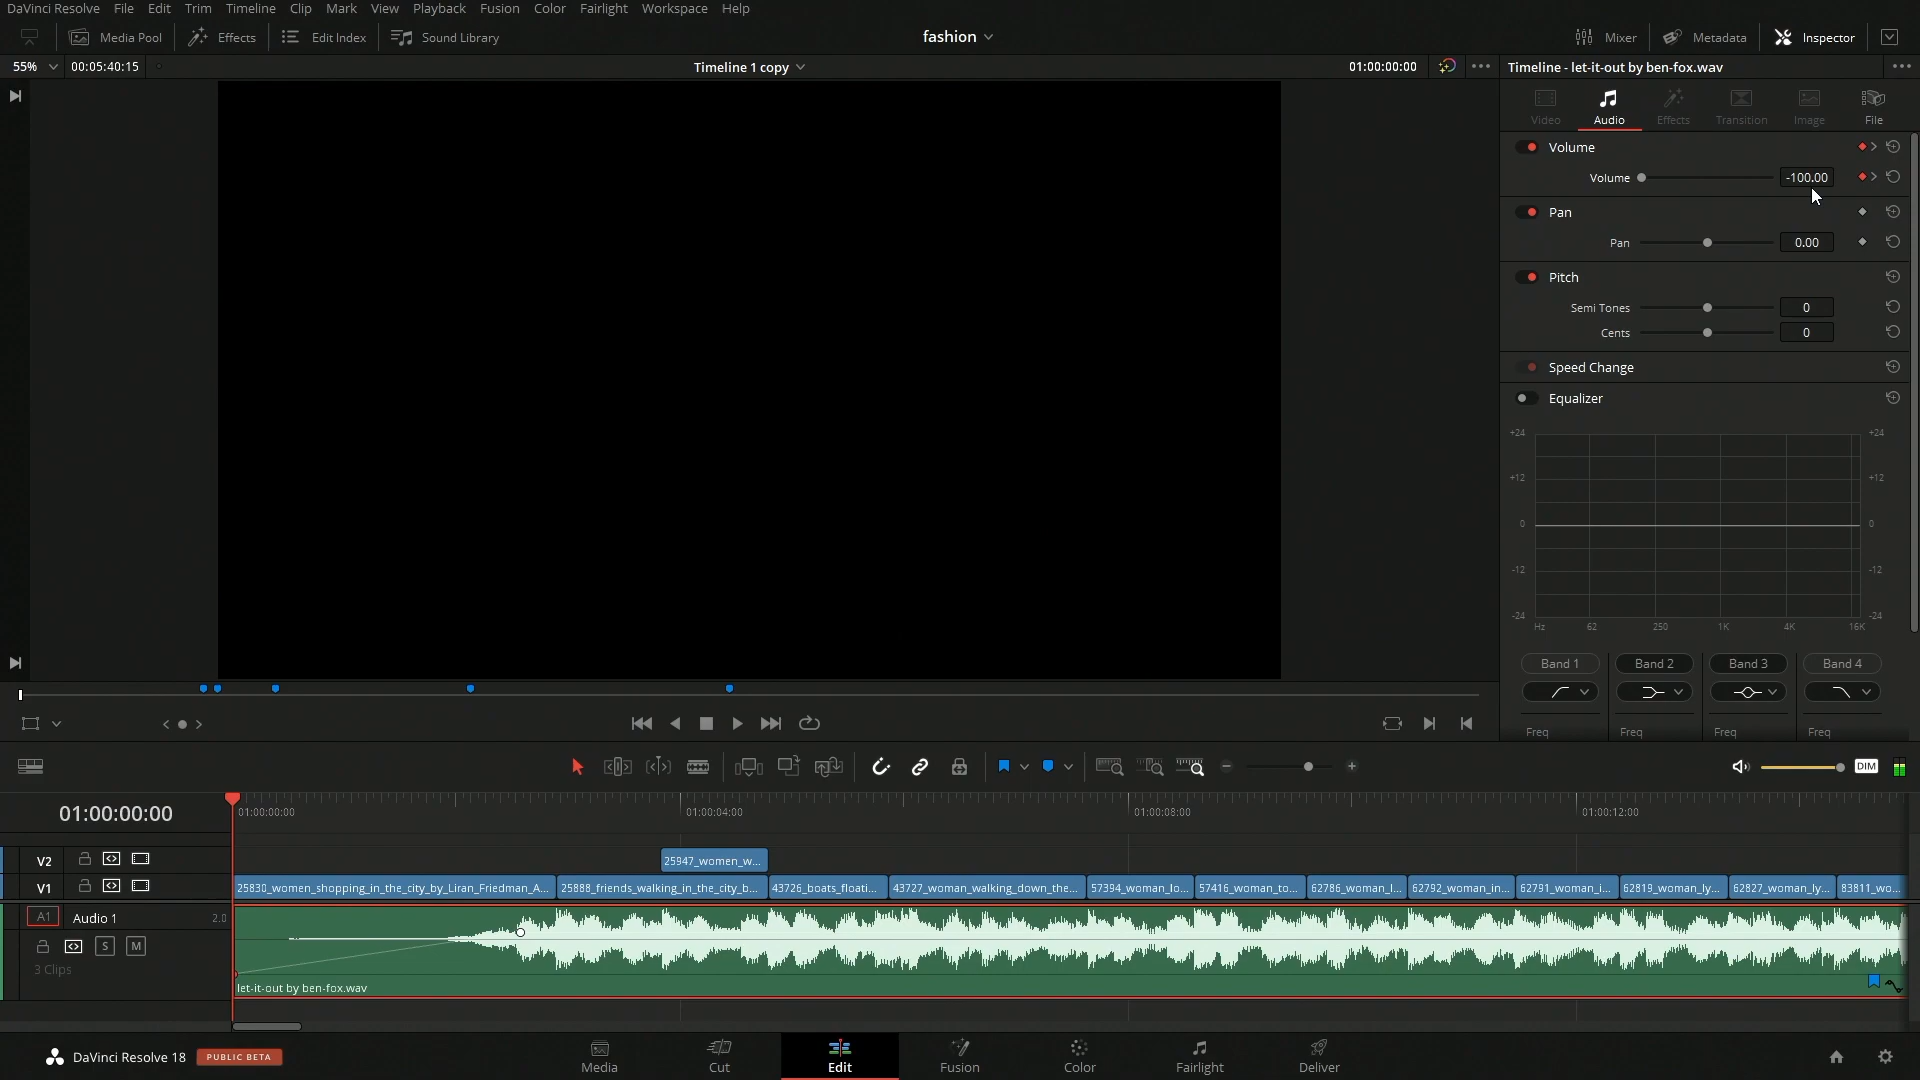 DaVinci Resolve File Edit Trim Timeline Clip Mark View Playback Fusion Color Fairlight Workspace Help
Media Pool Effects Edit Index Sound Library fashion Mixer Metadata Inspector
55% 00:05:40:15 Timeline 1 copy 01:00:00:00 Timeline - let-it-out by ben-fox.wav
Video Audio Effects Transition Image File
Volume
Volume -100.00
Pan
Pan 0.00
Pitch
Semi Tones 0
Cents 0
Speed Change
Equalizer
+24 +24
+12 +12
0 0
-12 -12
-24 -24
Hz 62 250 1K 4K 16K
Band 1 Band 2 Band 3 Band 4
Freq Freq Freq Freq
DIM
01:00:00:00 01:00:00:00 01:00:04:00 01:00:08:00 01:00:12:00
V2 25947_women_w...
V1 25830_women_shopping_in_the_city_by_Liran_Friedman_A... 25888_friends_walking_in_the_city_b... 43726_boats_floati... 43727_woman_walking_down_the... 57394_woman_lo... 57416_woman_to... 62786_woman_l... 62792_woman_in... 62791_woman_i... 62819_woman_ly... 62827_woman_ly... 83811_wo...
A1 Audio 1 2.0
S M
3 Clips
let-it-out by ben-fox.wav
DaVinci Resolve 18 PUBLIC BETA Media Cut Edit Fusion Color Fairlight Deliver